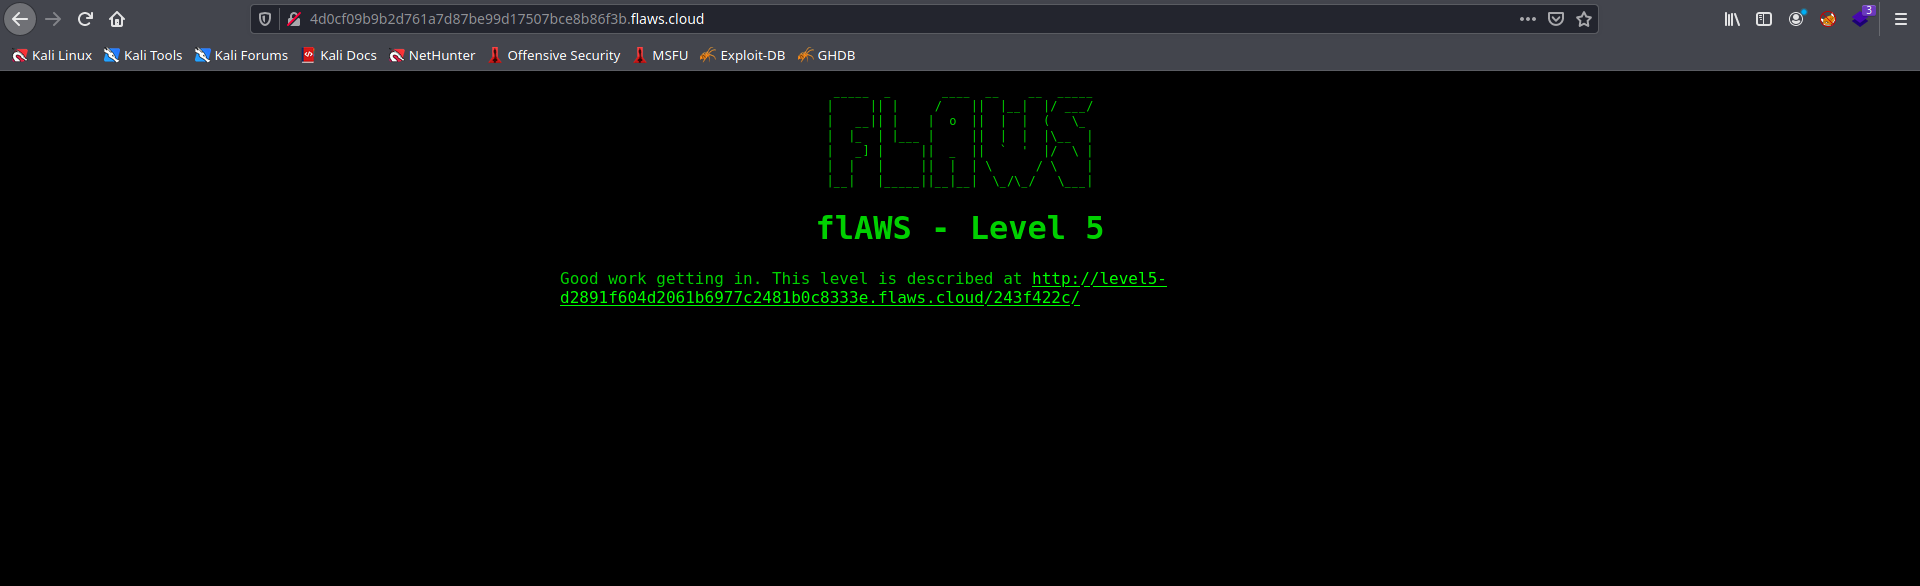 4d0cf09b9b2d761a7d87be99d17507bce8b86f3b.flaws.cloud
3
Kali Linux Kali Tools Kali Forums Kali Docs NetHunter Offensive Security MSFU Exploit-DB GHDB
FLAWS
flAWS - Level 5
Good work getting in. This level is described at http://level5-
d2891f604d2061b6977c2481b0c8333e.flaws.cloud/243f422c/